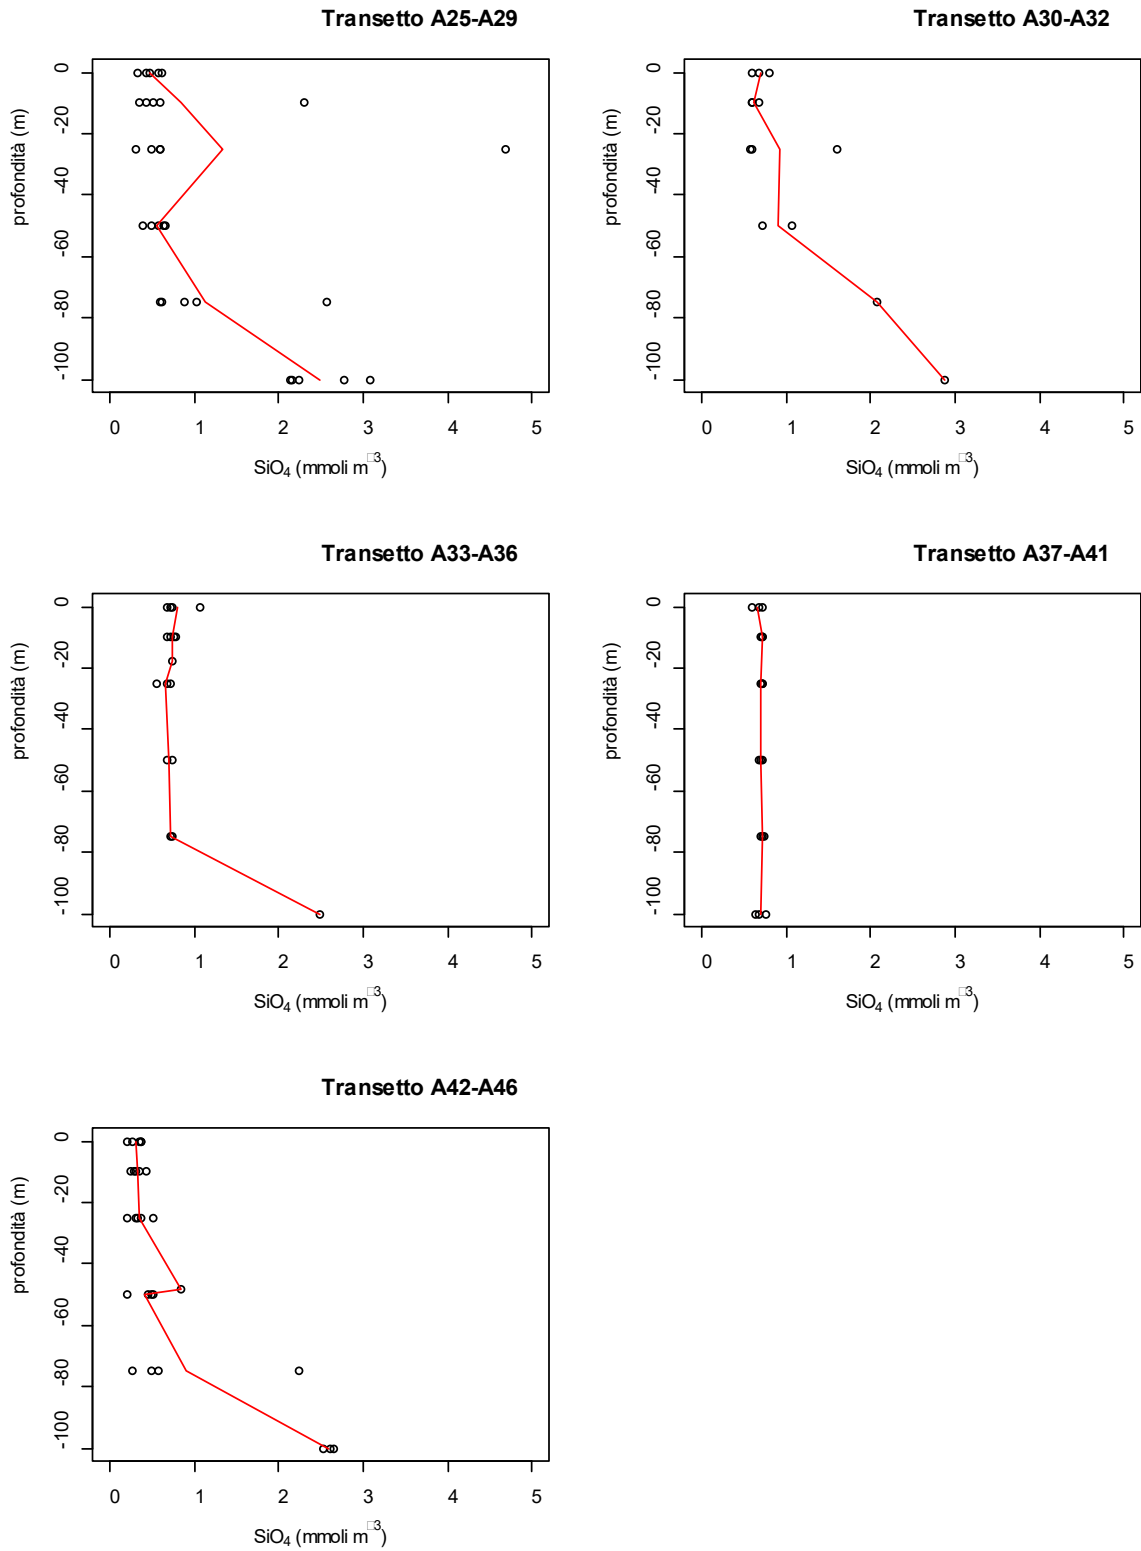 Transetto A25-A29
profondità (m)
0
-20
-40
-60
-80
-100
0 1 2 3 4 5
SiO4 (mmoli m□3)
Transetto A30-A32
profondità (m)
0
-20
-40
-60
-80
-100
0 1 2 3 4 5
SiO4 (mmoli m□3)
Transetto A33-A36
profondità (m)
0
-20
-40
-60
-80
-100
0 1 2 3 4 5
SiO4 (mmoli m□3)
Transetto A37-A41
profondità (m)
0
-20
-40
-60
-80
-100
0 1 2 3 4 5
SiO4 (mmoli m□3)
Transetto A42-A46
profondità (m)
0
-20
-40
-60
-80
-100
0 1 2 3 4 5
SiO4 (mmoli m□3)